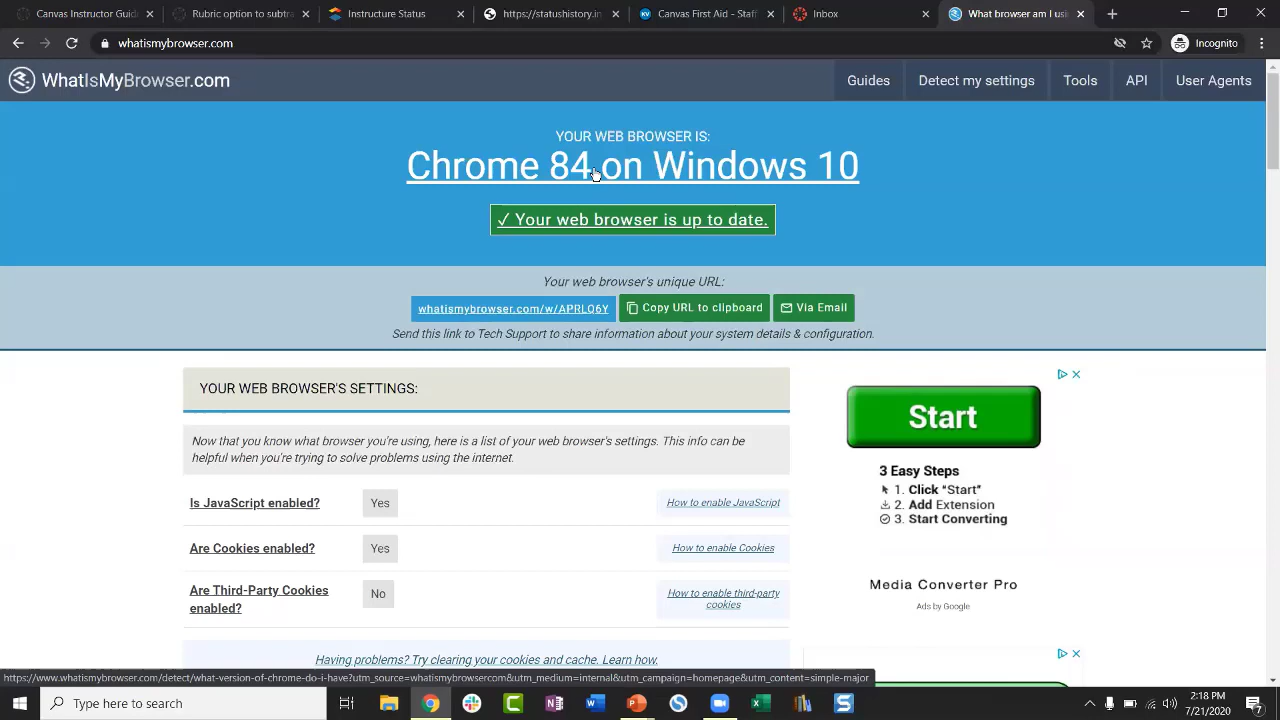 Canvas Com
Canvas Com
Instructure Status
https://statushistory.in
Canvas April - Staff
Inbox
What browser am I usin
whatismybrowser.com
Incognito
WhatIsMyBrowser.com
Guides
Detect my settings
Tools
API
User Agents
YOUR WEB BROWSER IS:
Chrome 84 on Windows 10
✓ Your web browser is up to date.
Your web browser's unique URL:
whatismybrowser.com/w/APRLQ6Y
Copy URL to clipboard
Via Email
Send this link to Tech Support to share information about your system details & configuration.
YOUR WEB BROWSER'S SETTINGS:
Now that you know what browser you're using, here is a list of your web browser's settings. This info can
helpful when you're trying to solve problems using the internet.
Is JavaScript enabled?
Yes
How to enable JavaScript
Are Cookies enabled?
Yes
How to enable Cookies
Are Third-Party Cookies
enabled?
No
How to enable third-party
cookies
Having problems? Try clearing your cookies and cache. Learn how.
Start
3 Easy Steps
1. Click "Start"
2. Add Extension
3. Start Converting
Media Converter Pro
Ads by Google
https://www.whatismybrowser.com/detect/what-version-of-chrome-do-i-have?utm_source=whatismybrowsercom&utm_medium=internal&utm_campaign=homepage&utm_content=simple-major
Type here to search
2:18 PM
7/21/2020